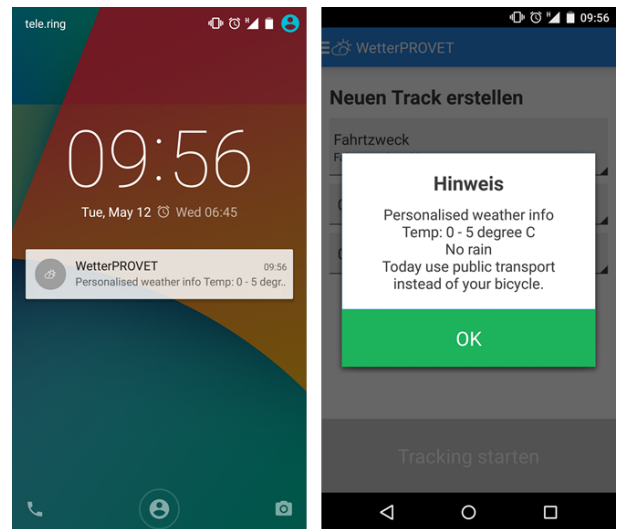 tele.ring
H
09:56
Tue, May 12 Wed 06:45
WetterPROVET 09:56
Personalised weather info Temp: 0 - 5 degr..
H 09:56
WetterPROVET
Neuen Track erstellen
Fahrtzweck
Hinweis
Personalised weather info
Temp: 0 - 5 degree C
No rain
Today use public transport
instead of your bicycle.
OK
Tracking starten